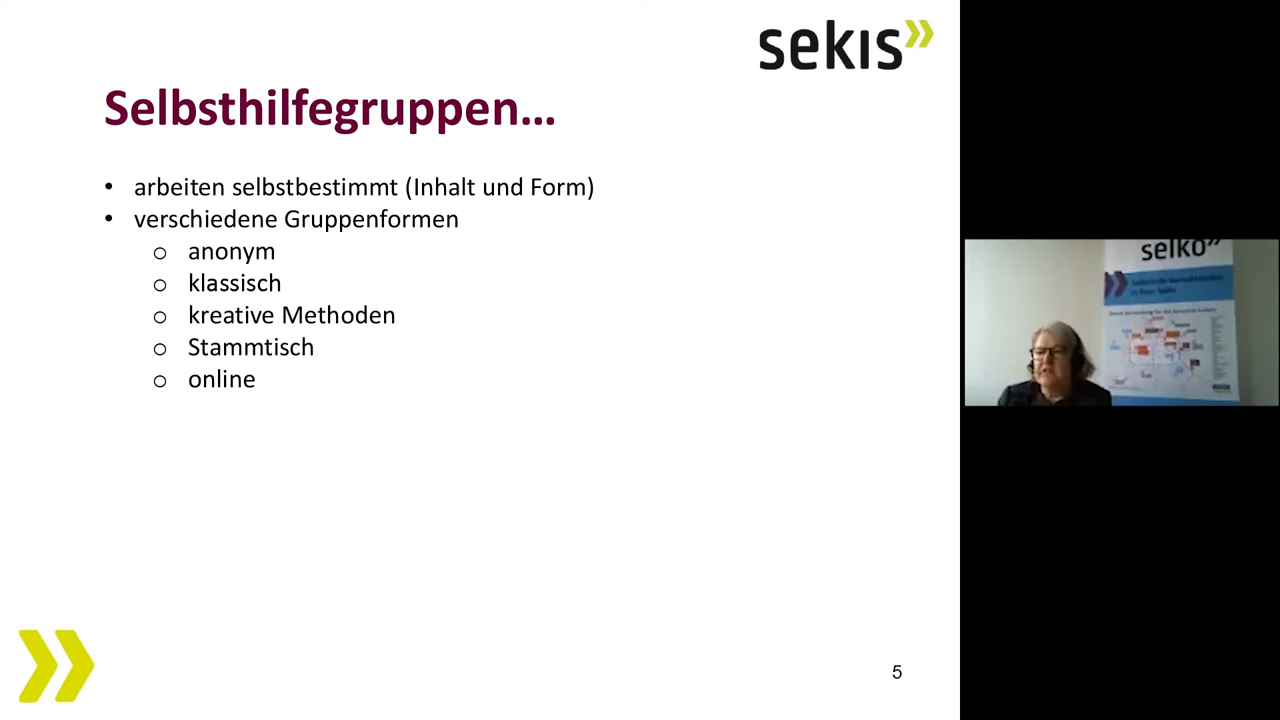 sekis
Selbsthilfegruppen…
• arbeiten selbstbestimmt (Inhalt und Form)
• verschiedene Gruppenformen
o anonym
o klassisch
o kreative Methoden
o Stammtisch
o online
selko
5